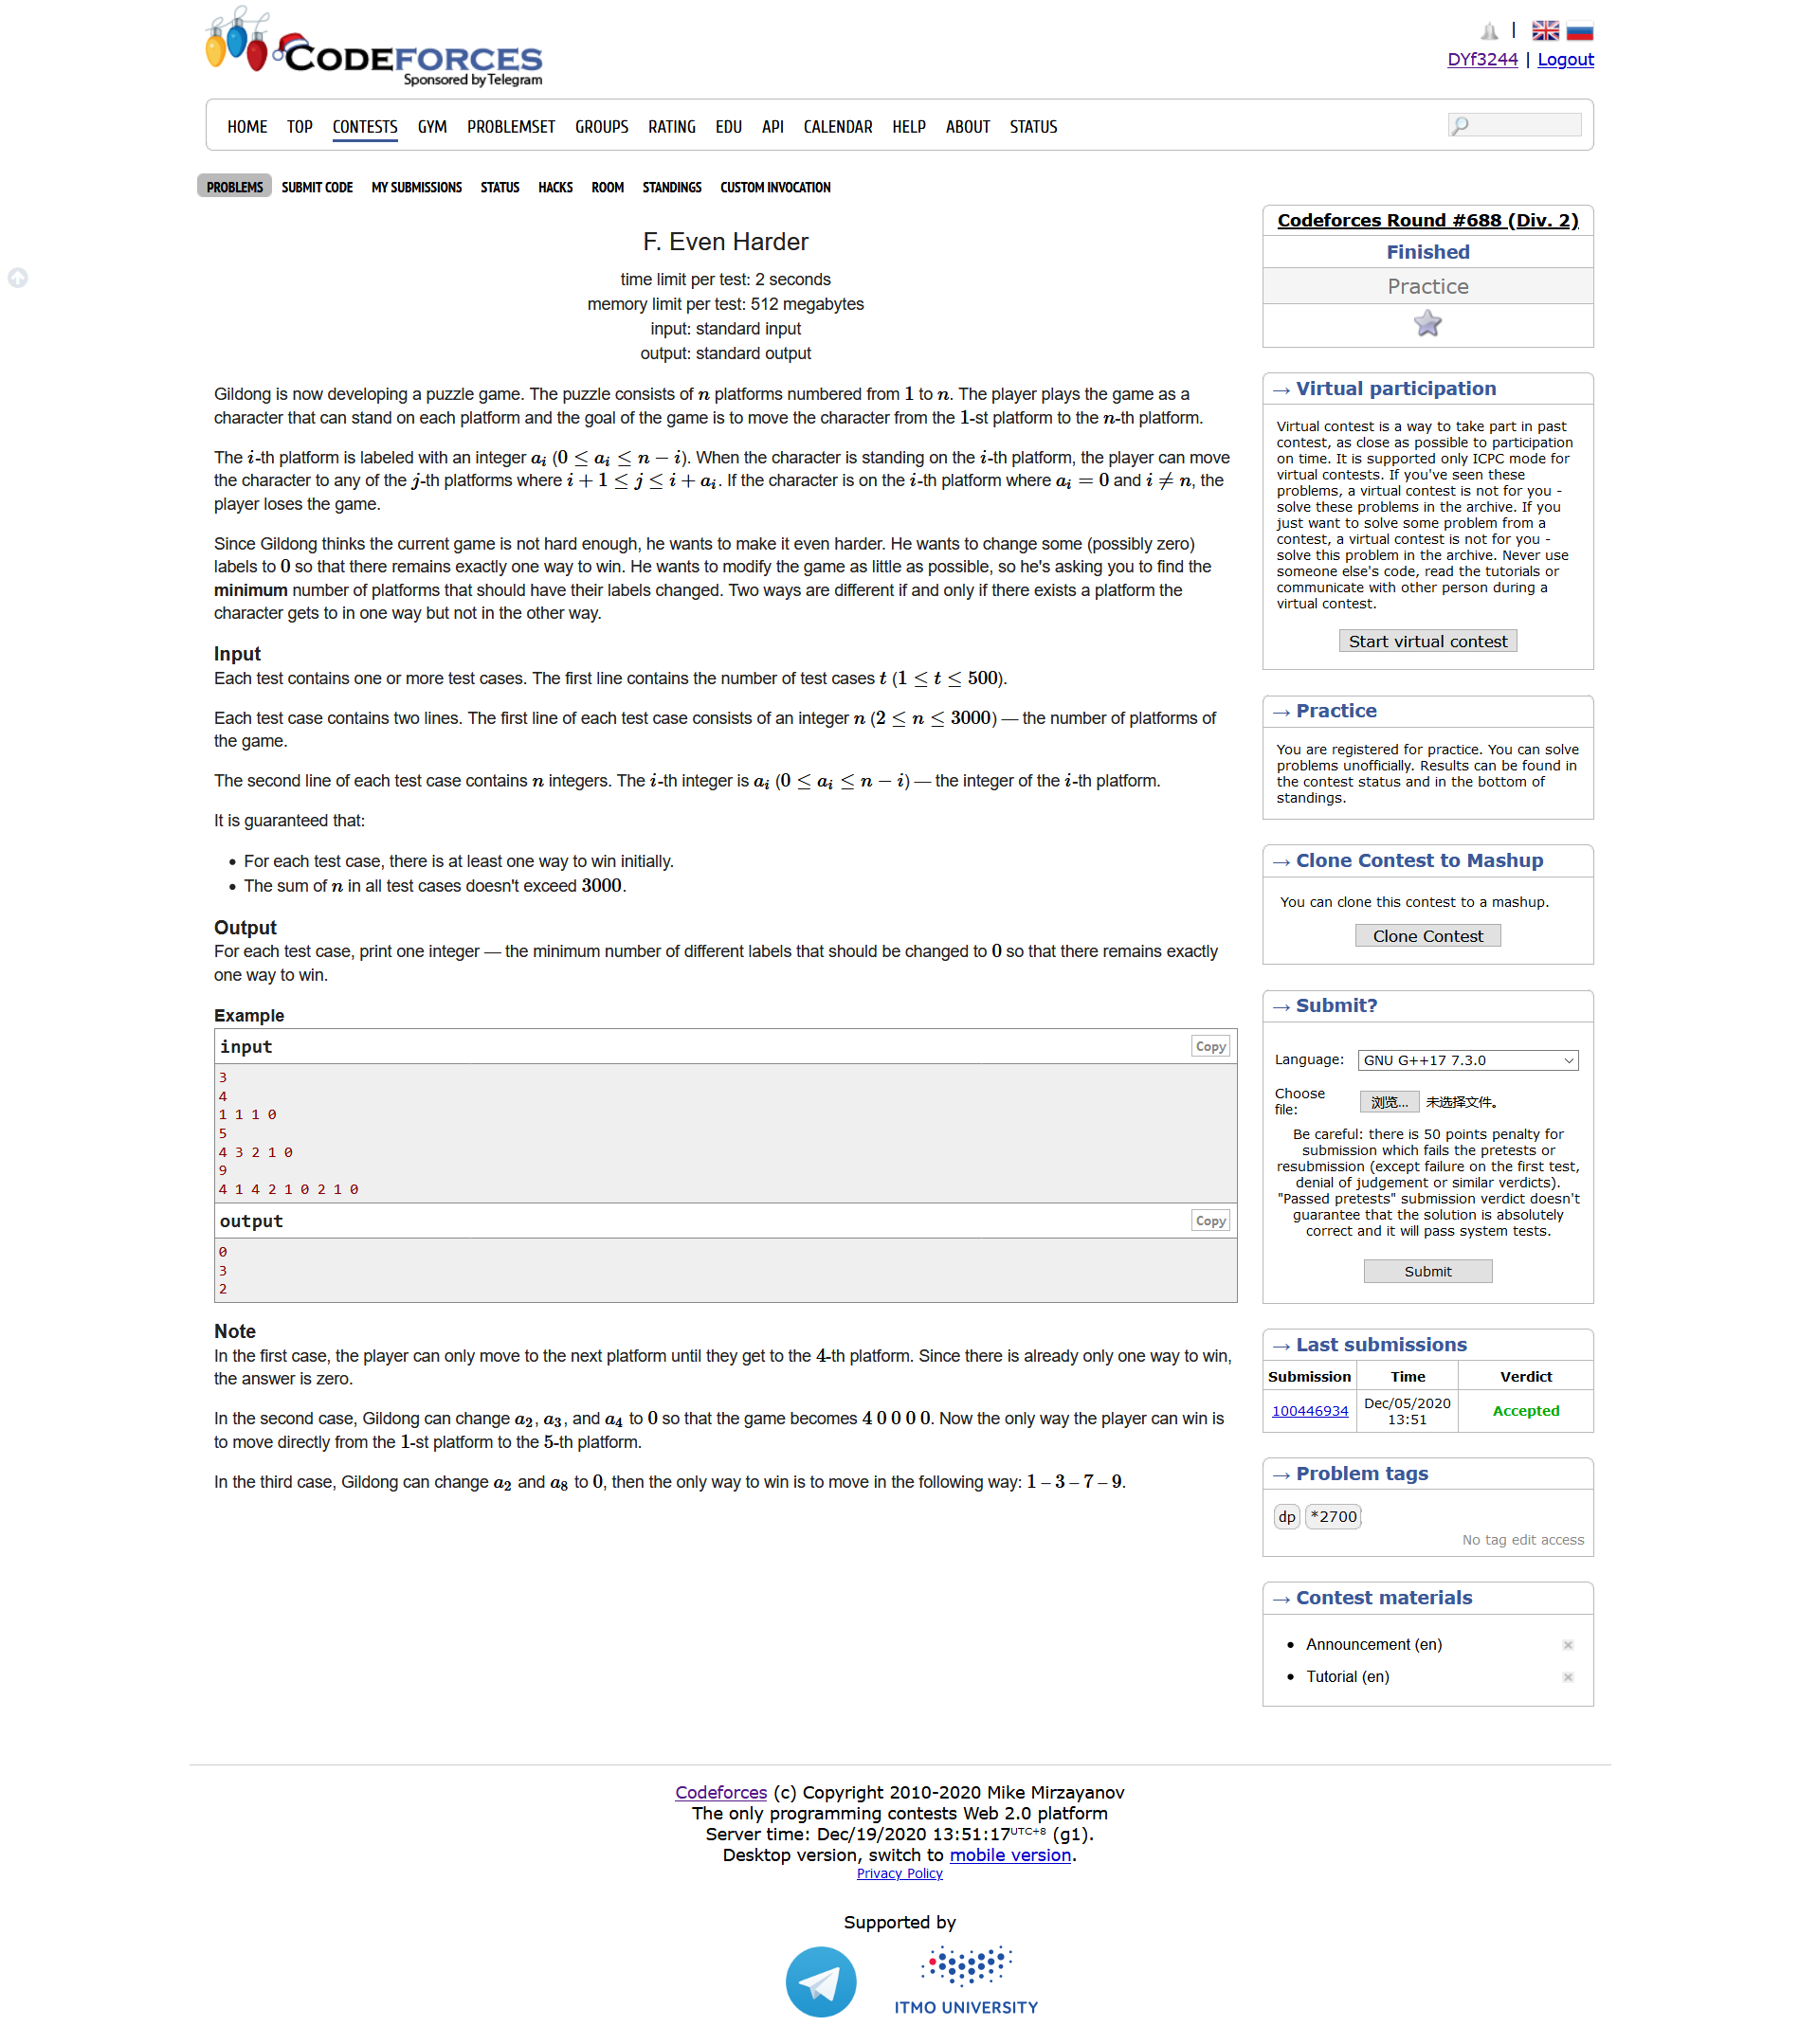 CODEFORCES
Sponsored by Telegram
|
DYf3244 | Logout
HOME TOP CONTESTS GYM PROBLEMSET GROUPS RATING EDU API CALENDAR HELP ABOUT STATUS
PROBLEMS SUBMIT CODE MY SUBMISSIONS STATUS HACKS ROOM STANDINGS CUSTOM INVOCATION
F. Even Harder
time limit per test: 2 seconds
memory limit per test: 512 megabytes
input: standard input
output: standard output
Gildong is now developing a puzzle game. The puzzle consists of n platforms numbered from 1 to n. The player plays the game as a
character that can stand on each platform and the goal of the game is to move the character from the 1-st platform to the n-th platform.
The i-th platform is labeled with an integer a_i (0 ≤ a_i ≤ n − i). When the character is standing on the i-th platform, the player can move
the character to any of the j-th platforms where i + 1 ≤ j ≤ i + a_i. If the character is on the i-th platform where a_i = 0 and i ≠ n, the
player loses the game.
Since Gildong thinks the current game is not hard enough, he wants to make it even harder. He wants to change some (possibly zero)
labels to 0 so that there remains exactly one way to win. He wants to modify the game as little as possible, so he's asking you to find the
minimum number of platforms that should have their labels changed. Two ways are different if and only if there exists a platform the
character gets to in one way but not in the other way.
Input
Each test contains one or more test cases. The first line contains the number of test cases t (1 ≤ t ≤ 500).
Each test case contains two lines. The first line of each test case consists of an integer n (2 ≤ n ≤ 3000) — the number of platforms of
the game.
The second line of each test case contains n integers. The i-th integer is a_i (0 ≤ a_i ≤ n − i) — the integer of the i-th platform.
It is guaranteed that:
• For each test case, there is at least one way to win initially.
• The sum of n in all test cases doesn't exceed 3000.
Output
For each test case, print one integer — the minimum number of different labels that should be changed to 0 so that there remains exactly
one way to win.
Example
input Copy
3
4
1 1 1 0
5
4 3 2 1 0
9
4 1 4 2 1 0 2 1 0
output Copy
0
3
2
Note
In the first case, the player can only move to the next platform until they get to the 4-th platform. Since there is already only one way to win,
the answer is zero.
In the second case, Gildong can change a_2, a_3, and a_4 to 0 so that the game becomes 4 0 0 0 0. Now the only way the player can win is
to move directly from the 1-st platform to the 5-th platform.
In the third case, Gildong can change a_2 and a_8 to 0, then the only way to win is to move in the following way: 1 – 3 – 7 – 9.
Codeforces Round #688 (Div. 2)
Finished
Practice
→ Virtual participation
Virtual contest is a way to take part in past
contest, as close as possible to participation
on time. It is supported only ICPC mode for
virtual contests. If you've seen these
problems, a virtual contest is not for you -
solve these problems in the archive. If you
just want to solve some problem from a
contest, a virtual contest is not for you -
solve this problem in the archive. Never use
someone else's code, read the tutorials or
communicate with other person during a
virtual contest.
Start virtual contest
→ Practice
You are registered for practice. You can solve
problems unofficially. Results can be found in
the contest status and in the bottom of
standings.
→ Clone Contest to Mashup
You can clone this contest to a mashup.
Clone Contest
→ Submit?
Language: GNU G++17 7.3.0
Choose
file: 浏览... 未选择文件。
Be careful: there is 50 points penalty for
submission which fails the pretests or
resubmission (except failure on the first test,
denial of judgement or similar verdicts).
"Passed pretests" submission verdict doesn't
guarantee that the solution is absolutely
correct and it will pass system tests.
Submit
→ Last submissions
Submission Time Verdict
100446934 Dec/05/2020 13:51 Accepted
→ Problem tags
dp *2700
No tag edit access
→ Contest materials
• Announcement (en)
• Tutorial (en)
Codeforces (c) Copyright 2010-2020 Mike Mirzayanov
The only programming contests Web 2.0 platform
Server time: Dec/19/2020 13:51:17 UTC+8 (g1).
Desktop version, switch to mobile version.
Privacy Policy
Supported by
ITMO UNIVERSITY